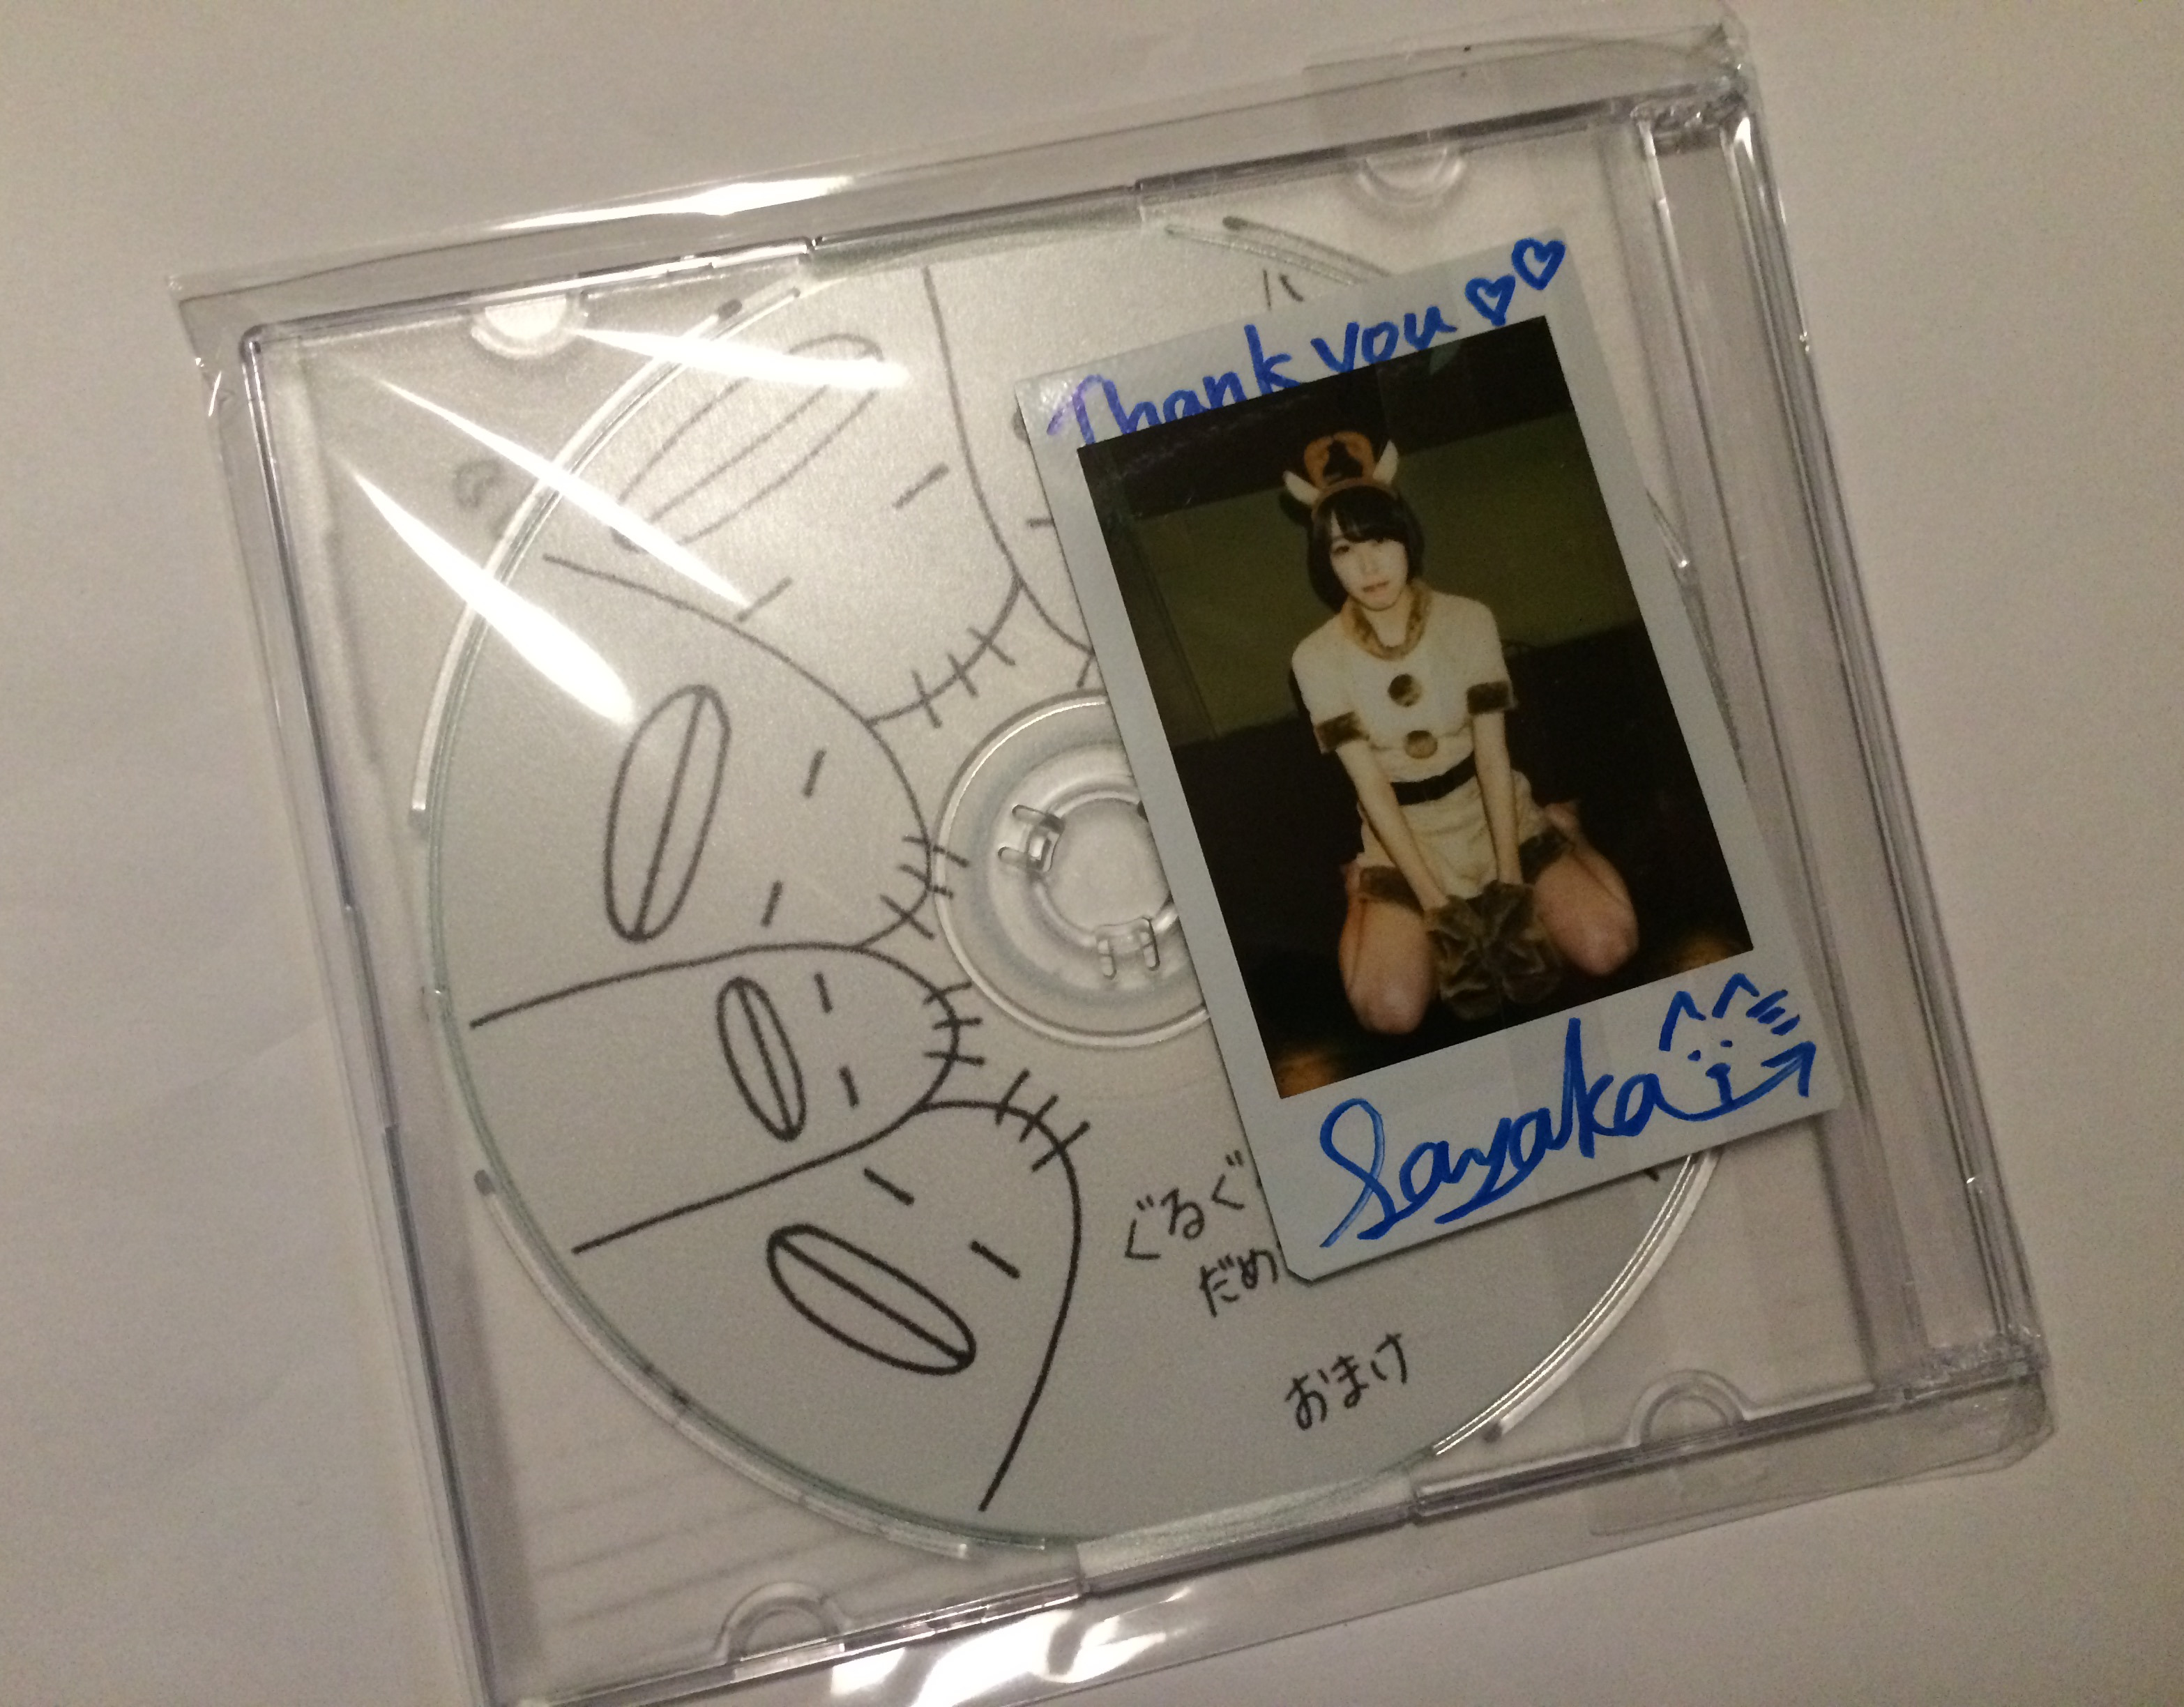 Thank you ♡♡
Sayaka
ぐるぐ
だめ
おまけ